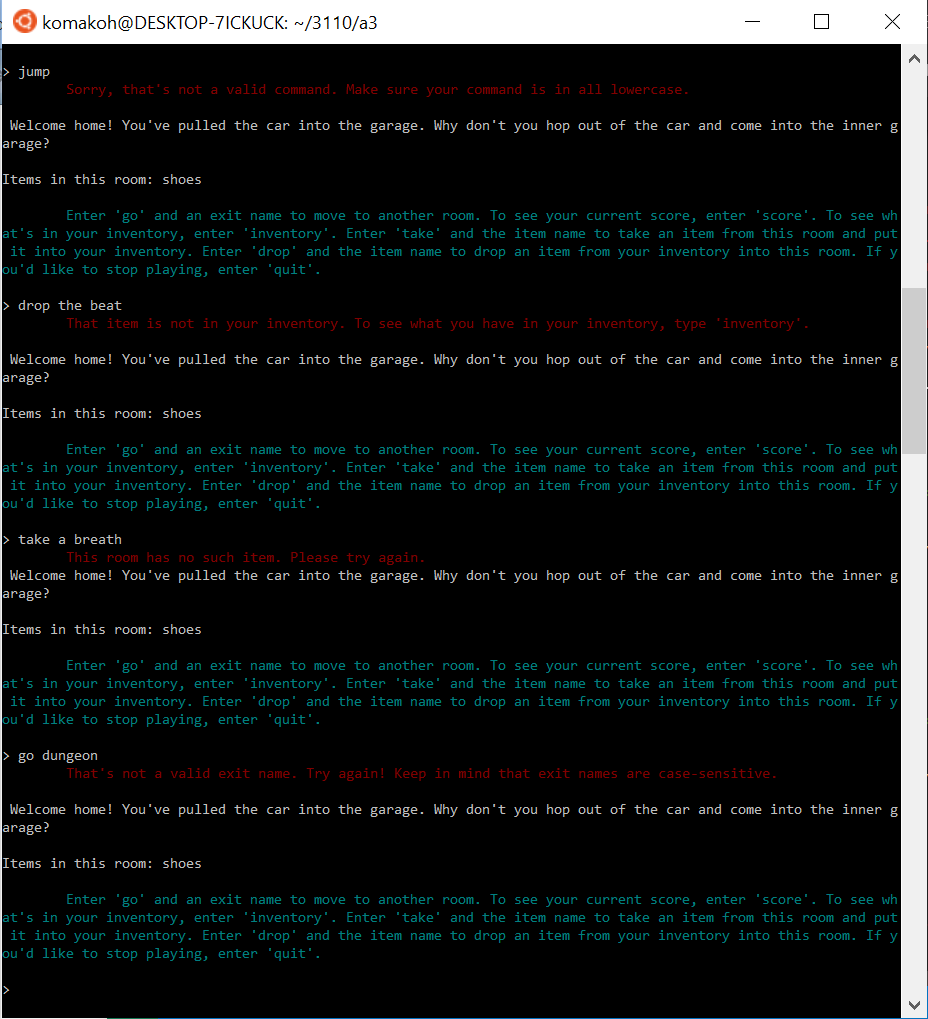 komakoh@DESKTOP-7ICKUCK: ~/3110/a3
> jump
Sorry, that's not a valid command. Make sure your command is in all lowercase.
Welcome home! You've pulled the car into the garage. Why don't you hop out of the car and come into the inner g
arage?
Items in this room: shoes
Enter 'go' and an exit name to move to another room. To see your current score, enter 'score'. To see wh
at's in your inventory, enter 'inventory'. Enter 'take' and the item name to take an item from this room and put
it into your inventory. Enter 'drop' and the item name to drop an item from your inventory into this room. If y
ou'd like to stop playing, enter 'quit'.
> drop the beat
That item is not in your inventory. To see what you have in your inventory, type 'inventory'.
Welcome home! You've pulled the car into the garage. Why don't you hop out of the car and come into the inner g
arage?
Items in this room: shoes
Enter 'go' and an exit name to move to another room. To see your current score, enter 'score'. To see wh
at's in your inventory, enter 'inventory'. Enter 'take' and the item name to take an item from this room and put
it into your inventory. Enter 'drop' and the item name to drop an item from your inventory into this room. If y
ou'd like to stop playing, enter 'quit'.
> take a breath
This room has no such item. Please try again.
Welcome home! You've pulled the car into the garage. Why don't you hop out of the car and come into the inner g
arage?
Items in this room: shoes
Enter 'go' and an exit name to move to another room. To see your current score, enter 'score'. To see wh
at's in your inventory, enter 'inventory'. Enter 'take' and the item name to take an item from this room and put
it into your inventory. Enter 'drop' and the item name to drop an item from your inventory into this room. If y
ou'd like to stop playing, enter 'quit'.
> go dungeon
That's not a valid exit name. Try again! Keep in mind that exit names are case-sensitive.
Welcome home! You've pulled the car into the garage. Why don't you hop out of the car and come into the inner g
arage?
Items in this room: shoes
Enter 'go' and an exit name to move to another room. To see your current score, enter 'score'. To see wh
at's in your inventory, enter 'inventory'. Enter 'take' and the item name to take an item from this room and put
it into your inventory. Enter 'drop' and the item name to drop an item from your inventory into this room. If y
ou'd like to stop playing, enter 'quit'.
>